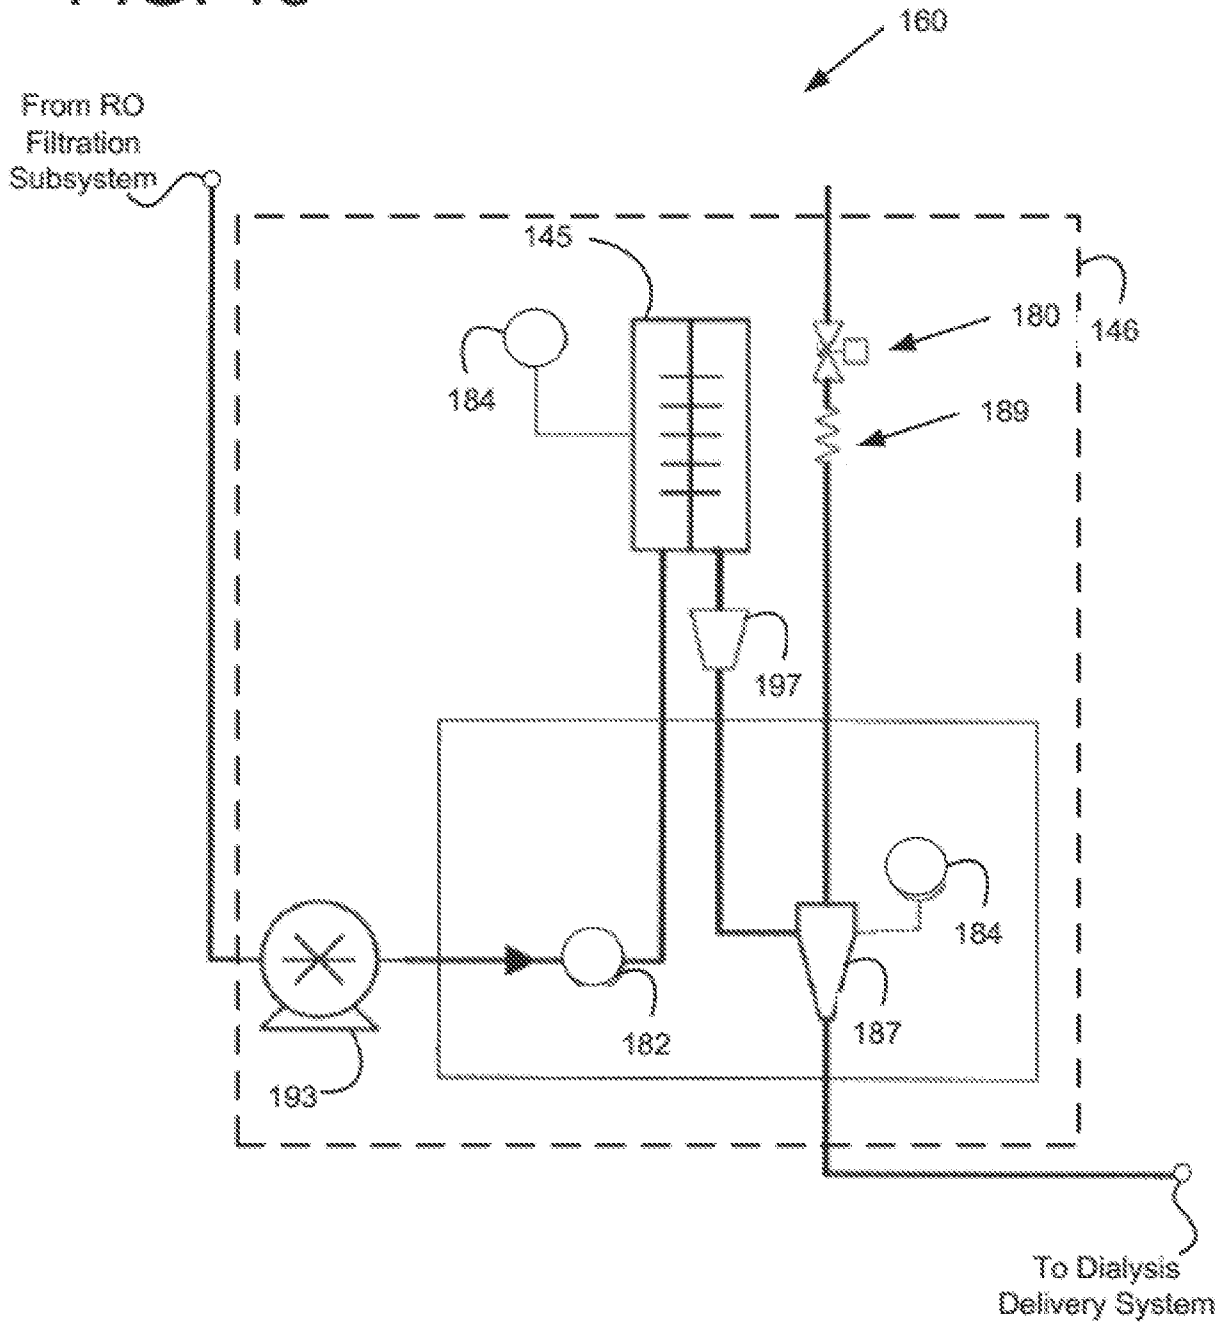 160
From RO
Filtration
Subsystem
145
180
146
184
189
197
184
187
182
193
To Dialysis
Delivery System